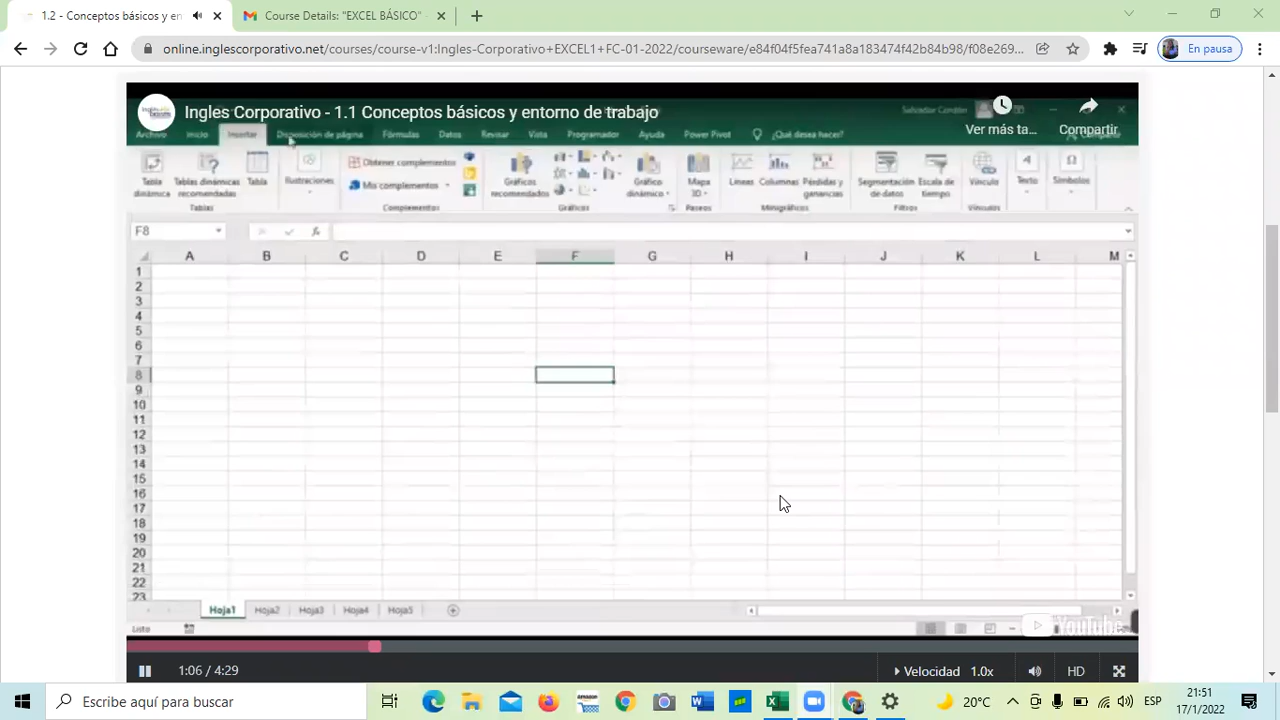 1.2 - Conceptos básicos y en
Course Details: "EXCEL BÁSICO" -
online.inglescorporativo.net/courses/course-v1:Ingles-Corporativo+EXCEL1+FC-01-2022/courseware/e84f04f5fea741a8a183474f42b84b98/f08e269...
En pausa
Ingles Corporativo - 1.1 Conceptos básicos y entorno de trabajo
Ver más ta...
Compartir
Archivo Inicio Insertar Disposición de página Fórmulas Datos Revisar Vista Programador Ayuda Power Pivot ¿Qué desea hacer?
Tabla dinámica
Tablas dinámicas recomendadas
Tabla
Ilustraciones
Obtener complementos
Mis complementos
Gráficos recomendados
Gráfico dinámico
Mapa 3D
Líneas
Columnas
Pérdidas y ganancias
Segmentación de datos
Escala de tiempo
Vínculo
Texto
Símbolos
Tablas Complementos Gráficos Paseos Minigráficos Filtros Vínculos
F8 fx
A B C D E F G H I J K L M
1
2
3
4
5
6
7
8
9
10
11
12
13
14
15
16
17
18
19
20
21
22
23
Hoja1 Hoja2 Hoja3 Hoja4 Hoja5
Listo
YouTube
1:06 / 4:29
Velocidad 1.0x
HD
Escribe aquí para buscar
amazon
20°C
ESP
21:51
17/1/2022